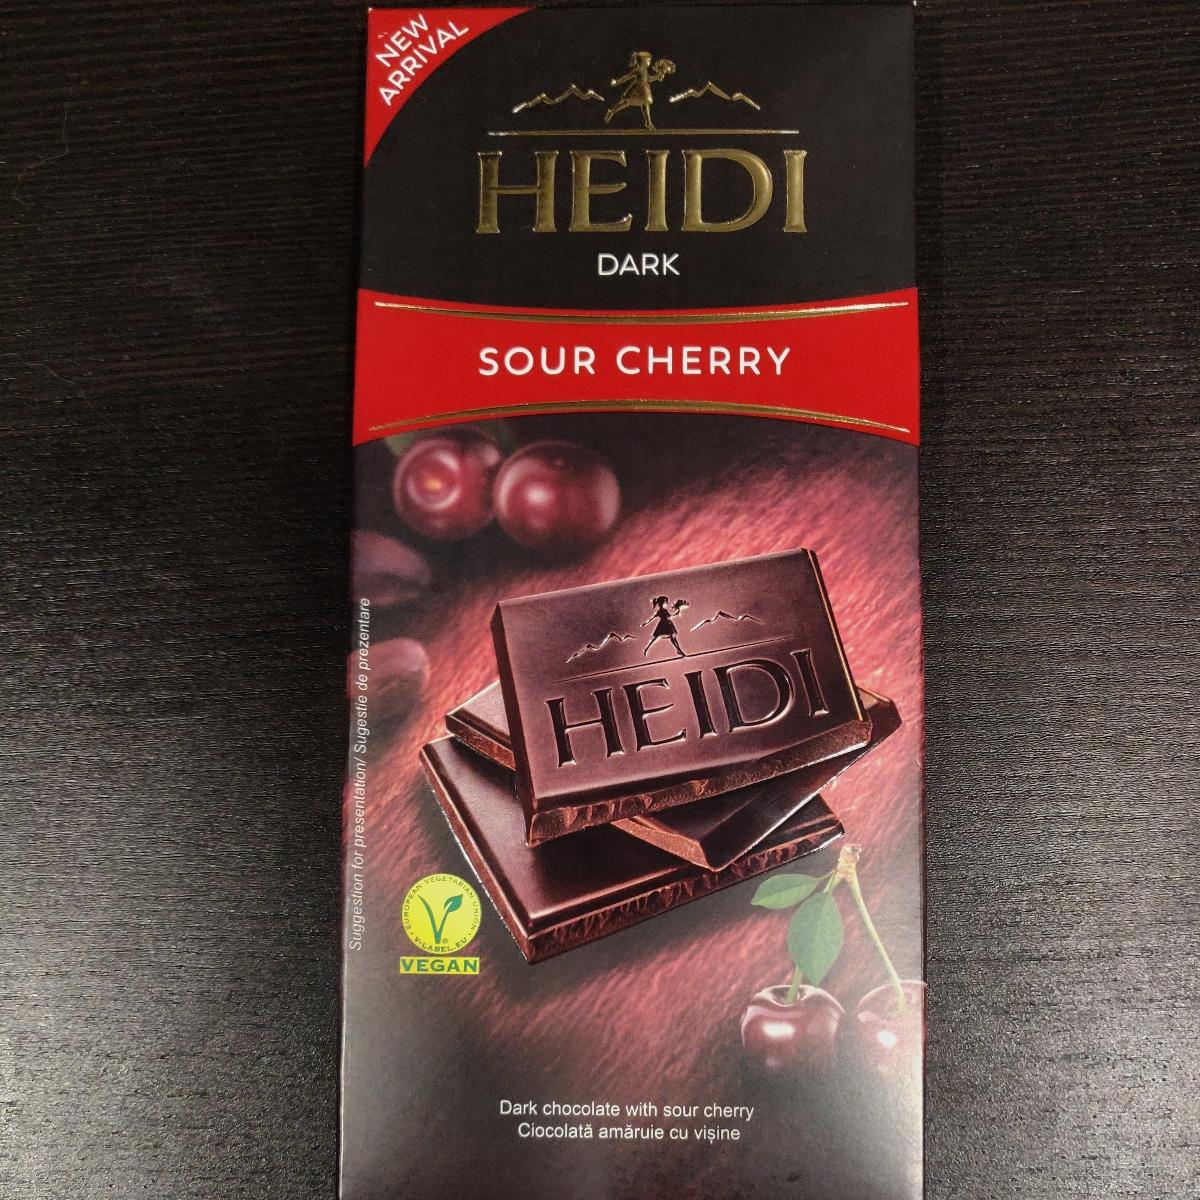 NEW
ARRIVAL
HEIDI
DARK
SOUR CHERRY
HEIDI
Suggestion for presentation/ Sugestie de prezentare
EUROPEAN VEGETARIAN UNION
V-LABEL.EU
VEGAN
Dark chocolate with sour cherry
Ciocolată amăruie cu vișine